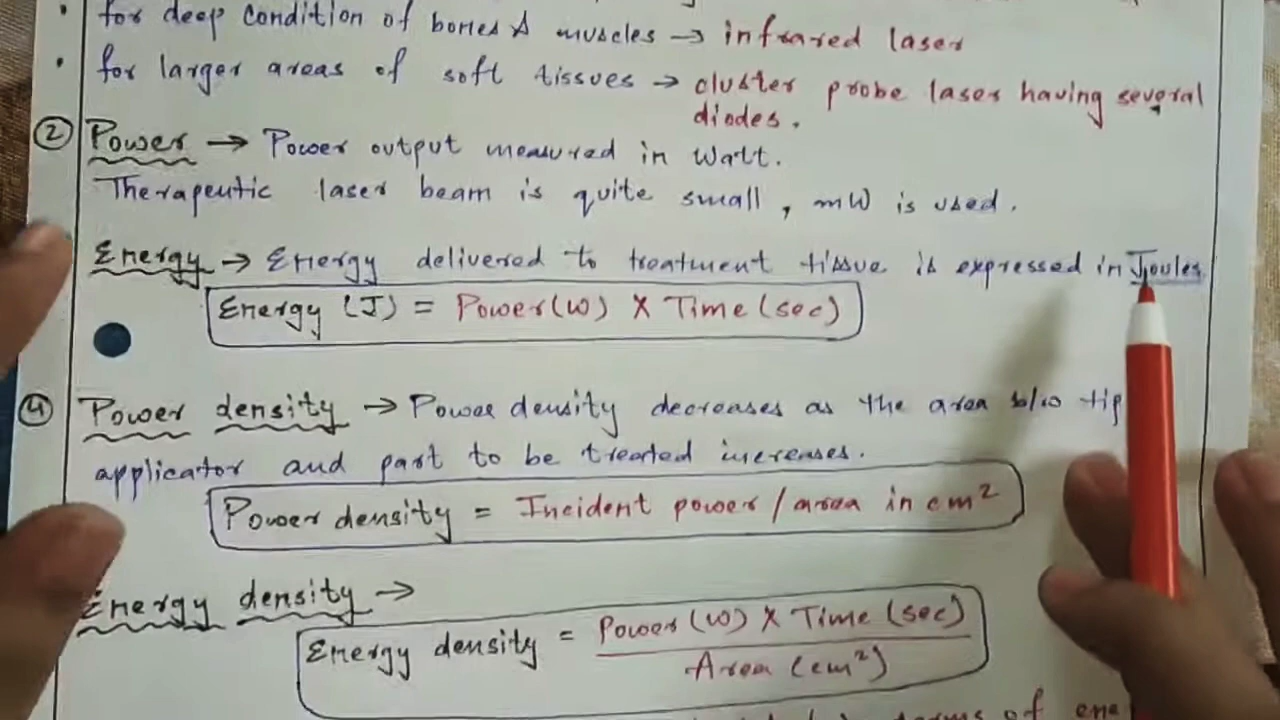 • for deep condition of bones & muscles → infrared laser
• for larger areas of soft tissues → cluster probe laser having several
diodes.
② Power → Power output measured in Watt.
Therapeutic laser beam is quite small, mW is used.
Energy → Energy delivered to treatment tissue is expressed in Joules
Energy (J) = Power(W) × Time (sec)
④ Power density → Power density decreases as the area b/w tip
applicator and part to be treated increases.
Power density = Incident power / area in cm²
Energy density →
Energy density = Power (W) × Time (sec)
Area (cm²)
terms of ene